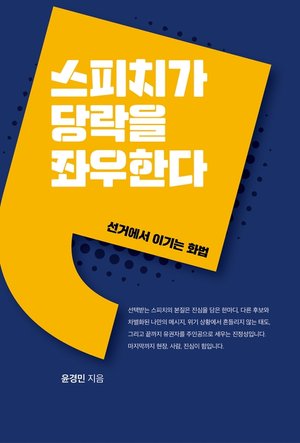 스피치가
당락을
좌우한다
선거에서 이기는 화법
선택받는 스피치의 본질은 진심을 담은 한마디, 다른 후보와
차별화된 나만의 메시지, 위기 상황에서 흔들리지 않는 태도,
그리고 끝까지 유권자를 주인공으로 세우는 진정성입니다.
마지막까지 현장, 사람, 진심이 힘입니다.
윤경민 지음